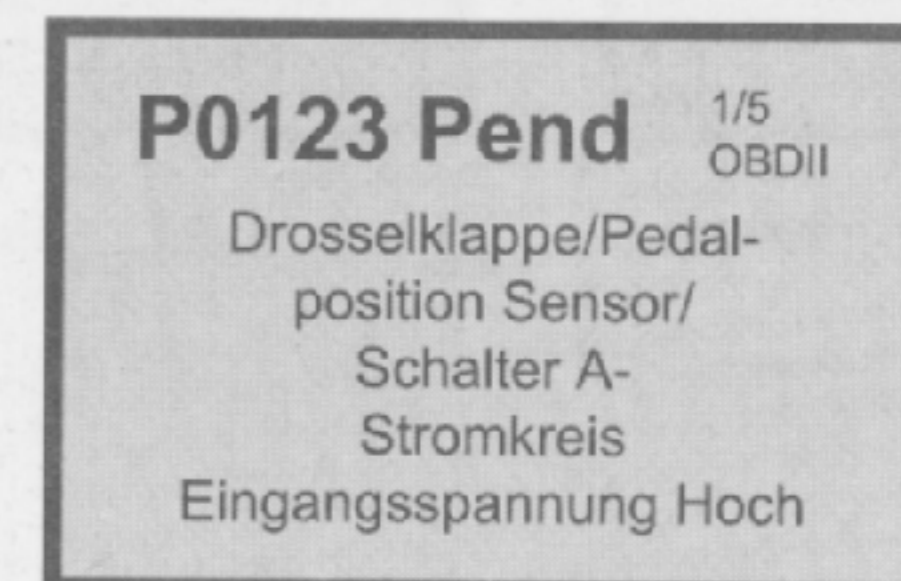 P0123 Pend 1/5
OBDII
Drosselklappe/Pedal-
position Sensor/
Schalter A-
Stromkreis
Eingangsspannung Hoch